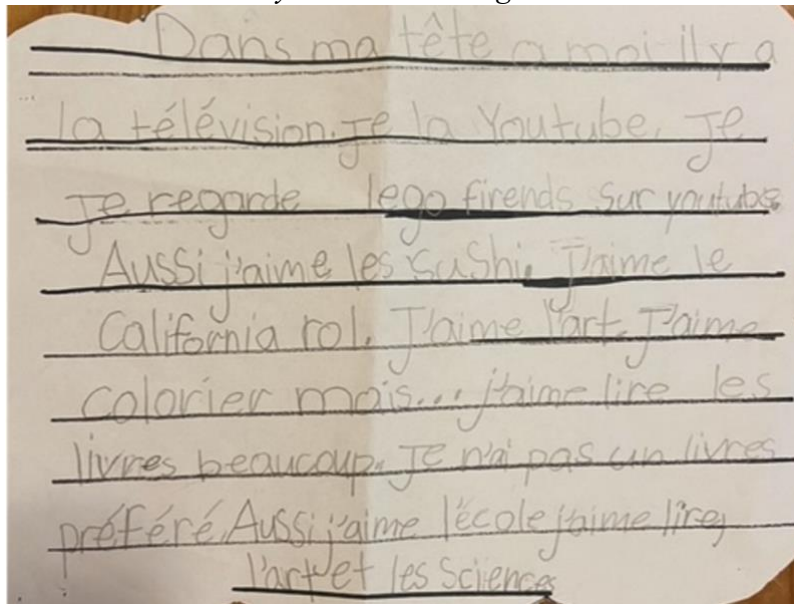 Dans ma tête a moi il y a
la télévision. Je la Youtube. Je
Je regarde lego firends sur youtube.
Aussi j'aime les sushi. J'aime le
California rol. J'aime l'art. J'aime
colorier mais... j'aime lire les
livres beaucoup. Je n'ai pas un livres
préféré. Aussi j'aime l'école j'aime lire,
l'art et les Sciences